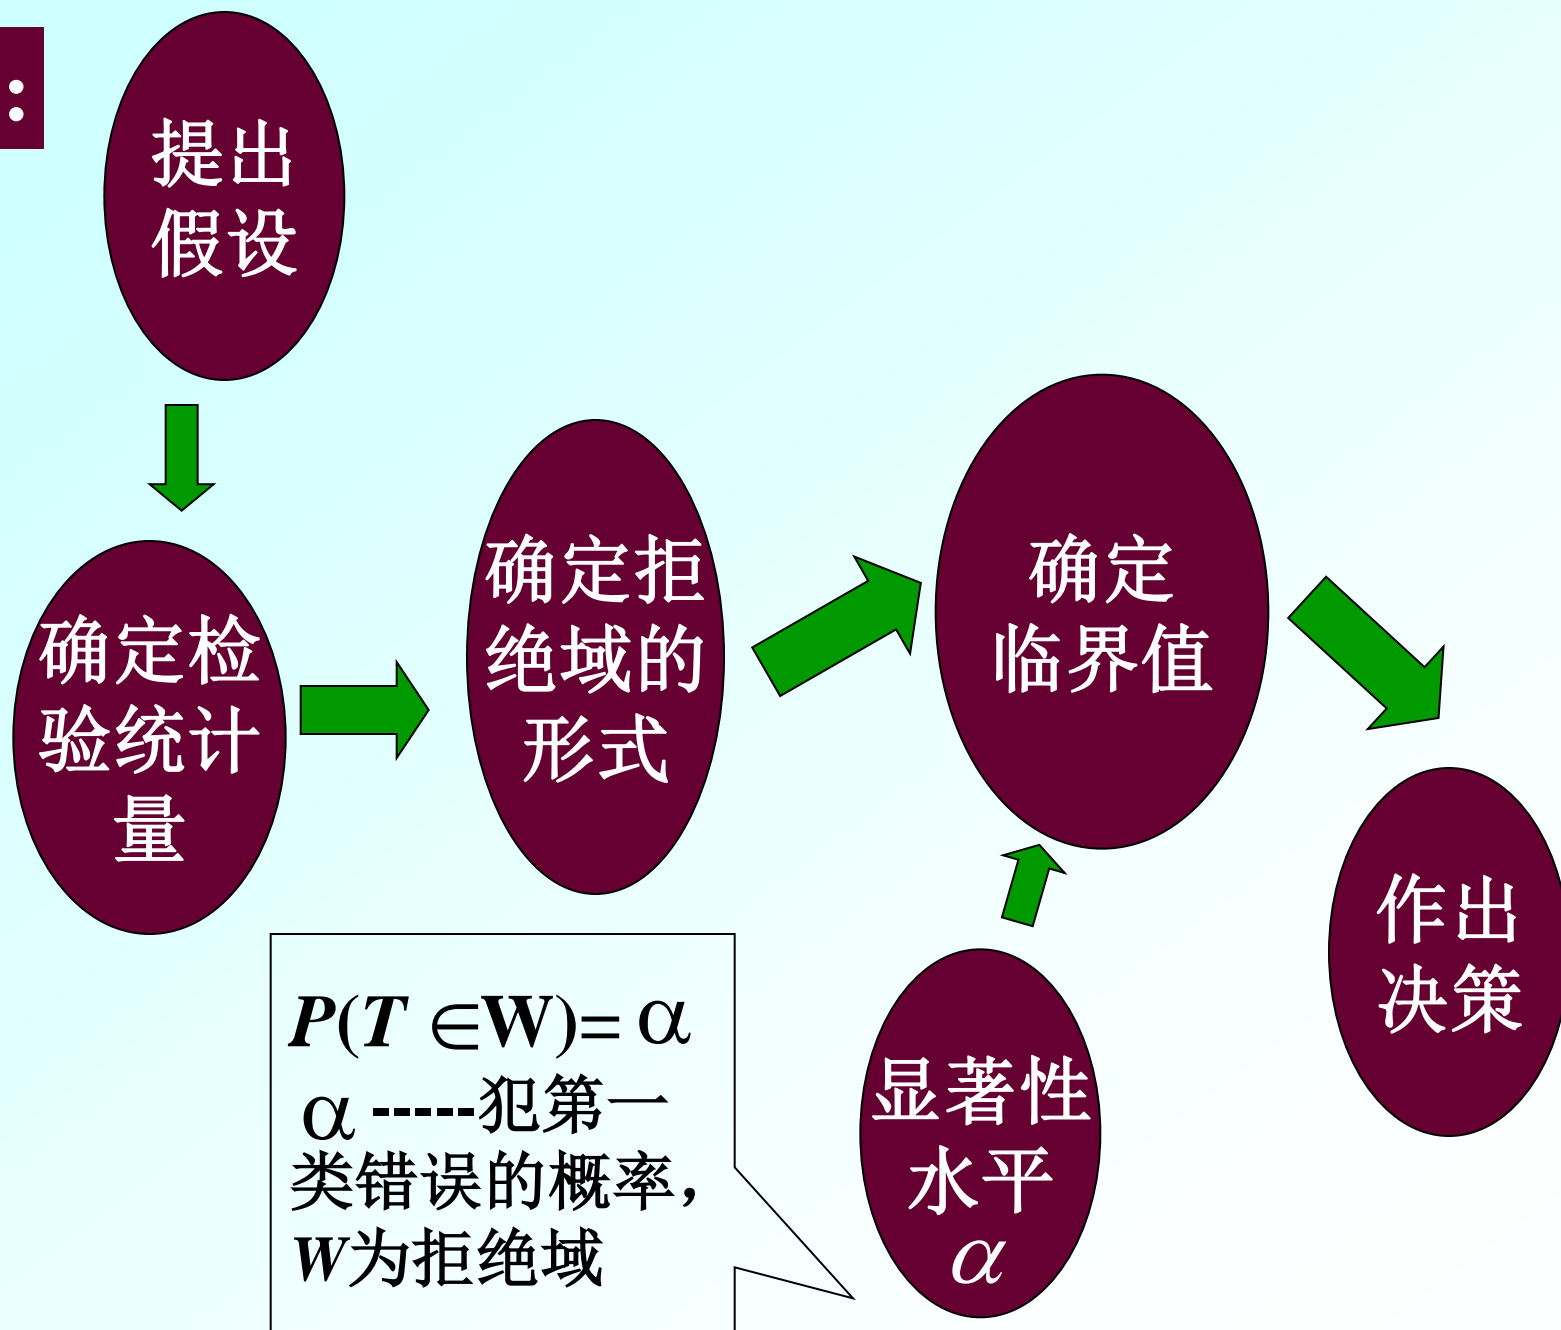 ：
提出
假设
确定检
验统计
量
确定拒
绝域的
形式
确定
临界值
作出
决策
显著性
水平
α
P(T ∈W)= α
α -----犯第一
类错误的概率，
W为拒绝域